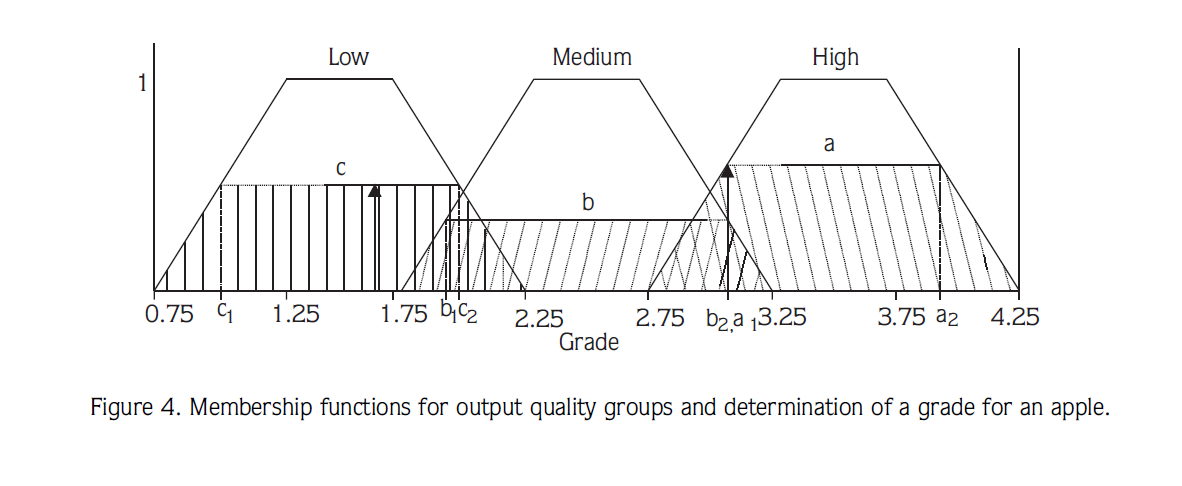 Low Medium High
1
a
c
b
0.75 c1 1.25 1.75 b1c2 2.25 2.75 b2,a 1 3.25 3.75 a2 4.25
Grade
Figure 4. Membership functions for output quality groups and determination of a grade for an apple.